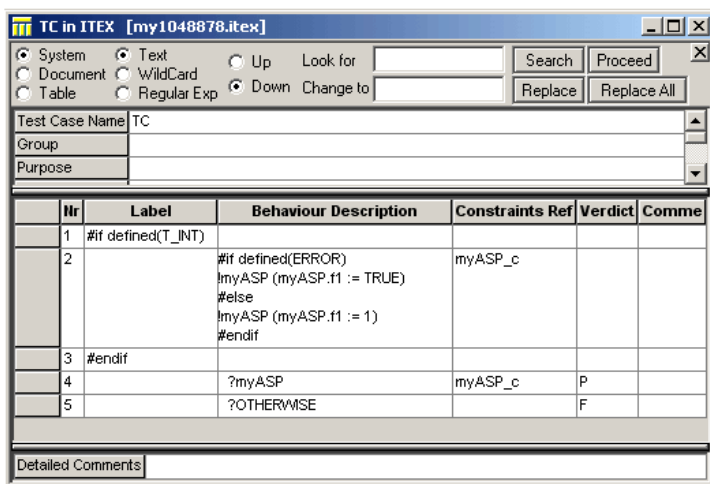 TC in ITEX [my1048878.itex]
System Text Up Look for Search Proceed
Document WildCard
Table Regular Exp Down Change to Replace Replace All
Test Case Name TC
Group
Purpose
Nr Label Behaviour Description Constraints Ref Verdict Comme
1 #if defined(T_INT)
2 #if defined(ERROR) myASP_c
!myASP (myASP.f1 := TRUE)
#else
!myASP (myASP.f1 := 1)
#endif
3 #endif
4 ?myASP myASP_c P
5 ?OTHERWISE F
Detailed Comments